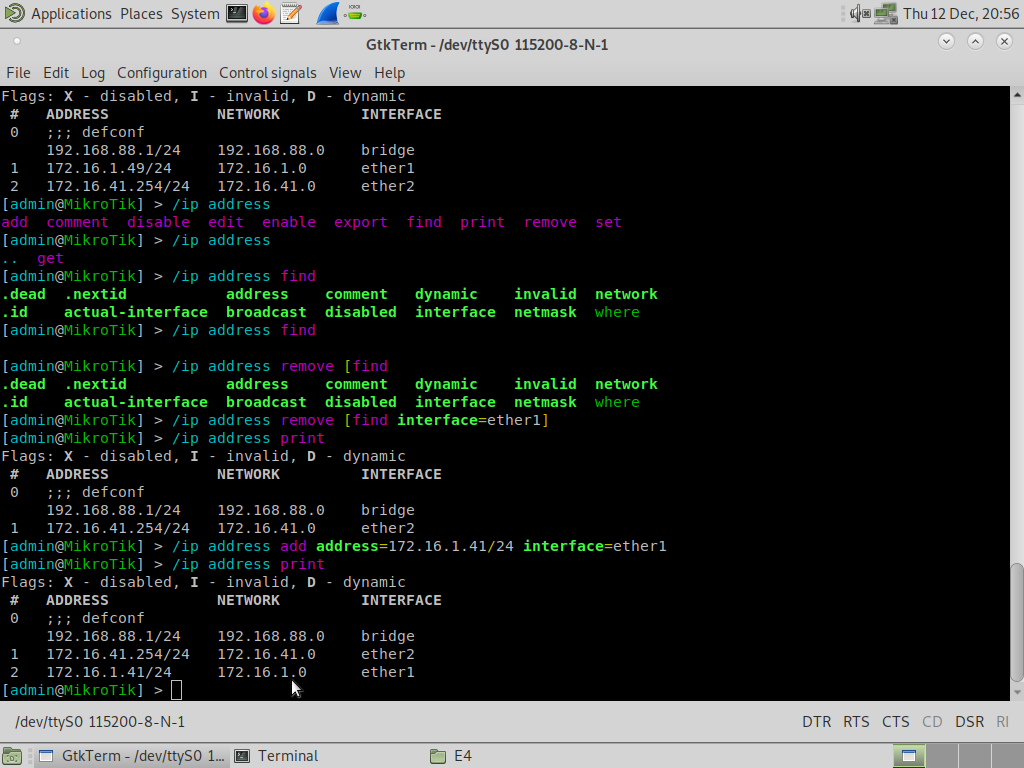 Applications Places System Thu 12 Dec, 20:56
GtkTerm - /dev/ttyS0 115200-8-N-1
File Edit Log Configuration Control signals View Help
Flags: X - disabled, I - invalid, D - dynamic
# ADDRESS NETWORK INTERFACE
0 ;;; defconf
192.168.88.1/24 192.168.88.0 bridge
1 172.16.1.49/24 172.16.1.0 ether1
2 172.16.41.254/24 172.16.41.0 ether2
[admin@MikroTik] > /ip address
add comment disable edit enable export find print remove set
[admin@MikroTik] > /ip address
.. get
[admin@MikroTik] > /ip address find
.dead .nextid address comment dynamic invalid network
.id actual-interface broadcast disabled interface netmask where
[admin@MikroTik] > /ip address find
[admin@MikroTik] > /ip address remove [find
.dead .nextid address comment dynamic invalid network
.id actual-interface broadcast disabled interface netmask where
[admin@MikroTik] > /ip address remove [find interface=ether1]
[admin@MikroTik] > /ip address print
Flags: X - disabled, I - invalid, D - dynamic
# ADDRESS NETWORK INTERFACE
0 ;;; defconf
192.168.88.1/24 192.168.88.0 bridge
1 172.16.41.254/24 172.16.41.0 ether2
[admin@MikroTik] > /ip address add address=172.16.1.41/24 interface=ether1
[admin@MikroTik] > /ip address print
Flags: X - disabled, I - invalid, D - dynamic
# ADDRESS NETWORK INTERFACE
0 ;;; defconf
192.168.88.1/24 192.168.88.0 bridge
1 172.16.41.254/24 172.16.41.0 ether2
2 172.16.1.41/24 172.16.1.0 ether1
[admin@MikroTik] >
/dev/ttyS0 115200-8-N-1 DTR RTS CTS CD DSR RI
GtkTerm - /dev/ttyS0 1... Terminal E4